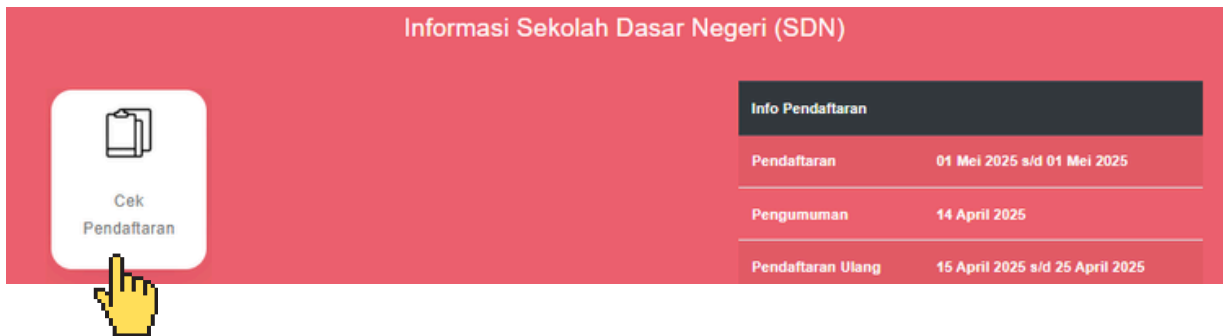 Informasi Sekolah Dasar Negeri (SDN)
Cek
Pendaftaran
Info Pendaftaran
Pendaftaran 01 Mei 2025 s/d 01 Mei 2025
Pengumuman 14 April 2025
Pendaftaran Ulang 15 April 2025 s/d 25 April 2025